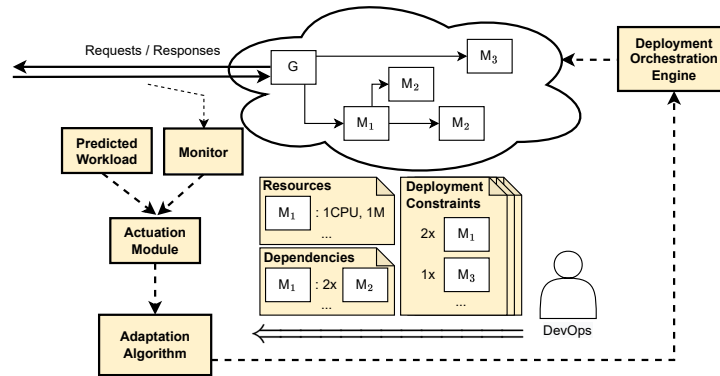 Requests / Responses
G
M3
M2
M1
M2
Deployment
Orchestration
Engine
Predicted
Workload
Monitor
Actuation
Module
Adaptation
Algorithm
Resources
M1 : 1CPU, 1M
...
Dependencies
M1 : 2x M2
...
Deployment
Constraints
2x M1
1x M3
...
DevOps